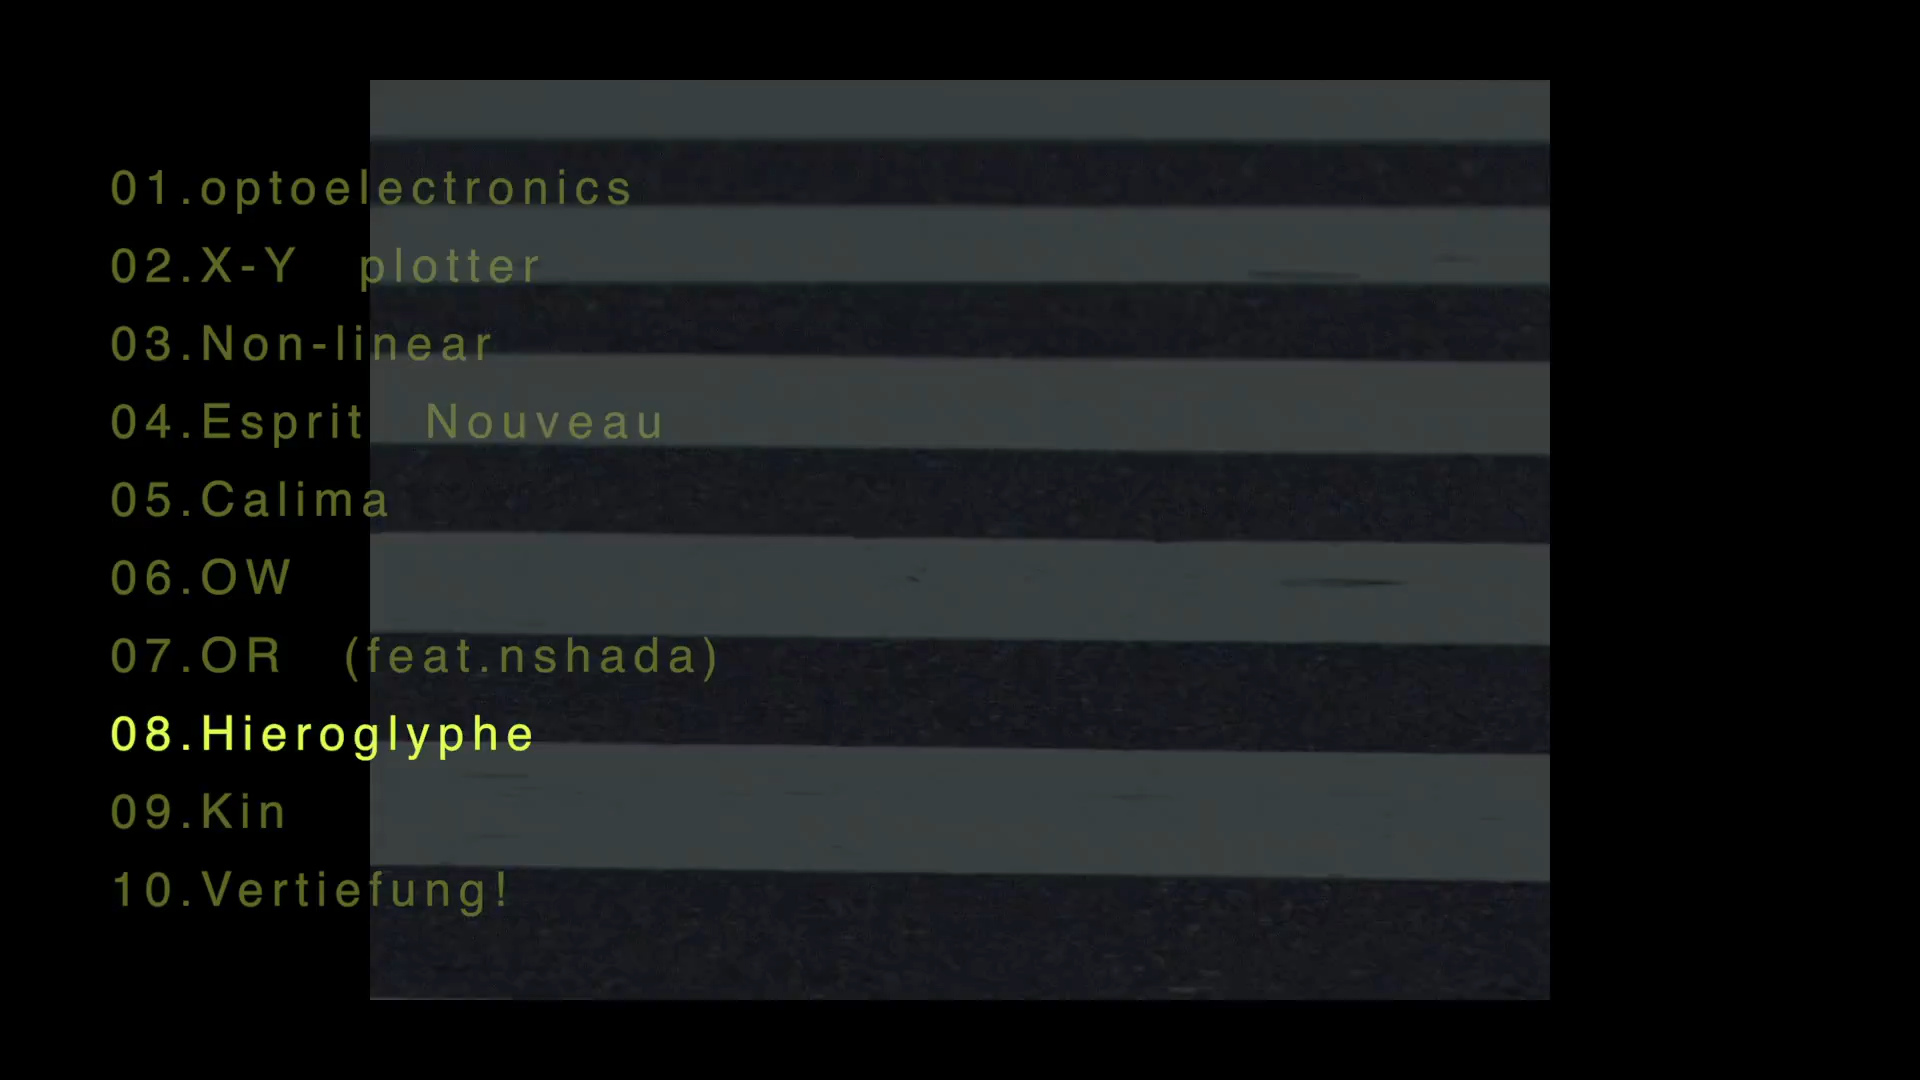 01.optoelectronics
02.X-Y plotter
03.Non-linear
04.Esprit Nouveau
05.Calima
06.OW
07.OR (feat.nshada)
08.Hieroglyphe
09.Kin
10.Vertiefung!